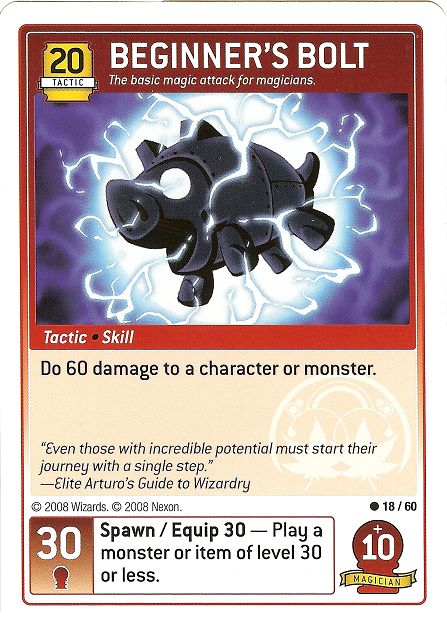 20
TACTIC
BEGINNER'S BOLT
The basic magic attack for magicians.
Tactic • Skill
Do 60 damage to a character or monster.
“Even those with incredible potential must start their
journey with a single step.”
—Elite Arturo's Guide to Wizardry
© 2008 Wizards. © 2008 Nexon.
● 18 / 60
30
Spawn / Equip 30 — Play a
monster or item of level 30
or less.
+
10
MAGICIAN